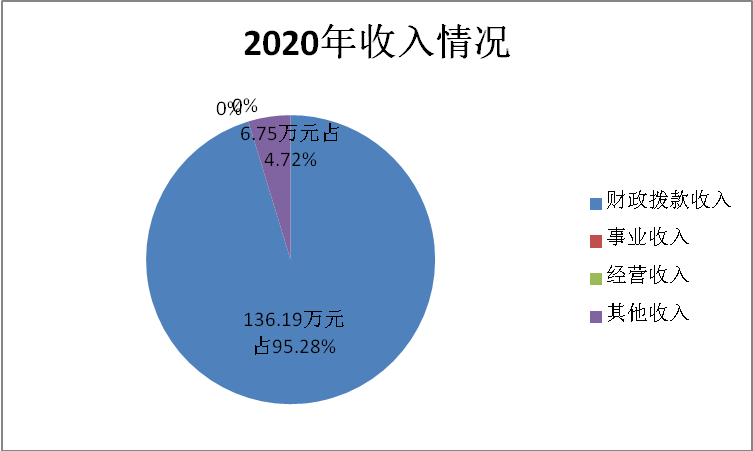 2020年收入情况
0%
0%
6.75万元占
4.72%
136.19万元
占95.28%
财政拨款收入
事业收入
经营收入
其他收入